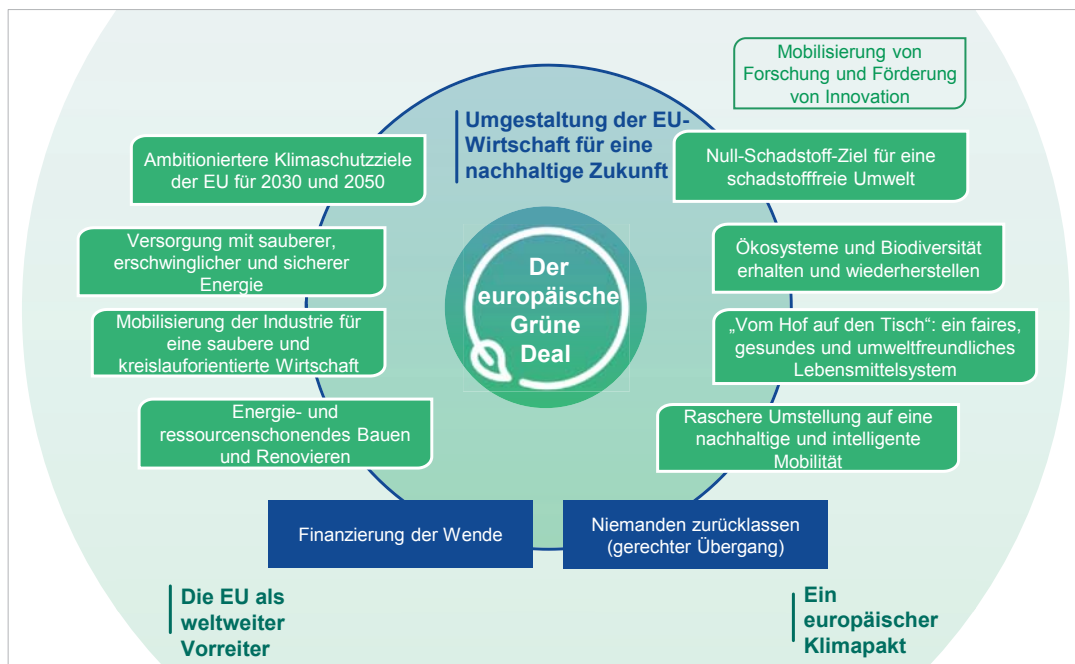 Mobilisierung von
Forschung und Förderung
von Innovation
Umgestaltung der EU-
Wirtschaft für eine
nachhaltige Zukunft
Ambitioniertere Klimaschutzziele
der EU für 2030 und 2050
Null-Schadstoff-Ziel für eine
schadstofffreie Umwelt
Versorgung mit sauberer,
erschwinglicher und sicherer
Energie
Ökosysteme und Biodiversität
erhalten und wiederherstellen
Der
europäische
Grüne
Deal
Mobilisierung der Industrie für
eine saubere und
kreislauforientierte Wirtschaft
„Vom Hof auf den Tisch“: ein faires,
gesundes und umweltfreundliches
Lebensmittelsystem
Energie- und
ressourcenschonendes Bauen
und Renovieren
Raschere Umstellung auf eine
nachhaltige und intelligente
Mobilität
Finanzierung der Wende
Niemanden zurücklassen
(gerechter Übergang)
Die EU als
weltweiter
Vorreiter
Ein
europäischer
Klimapakt